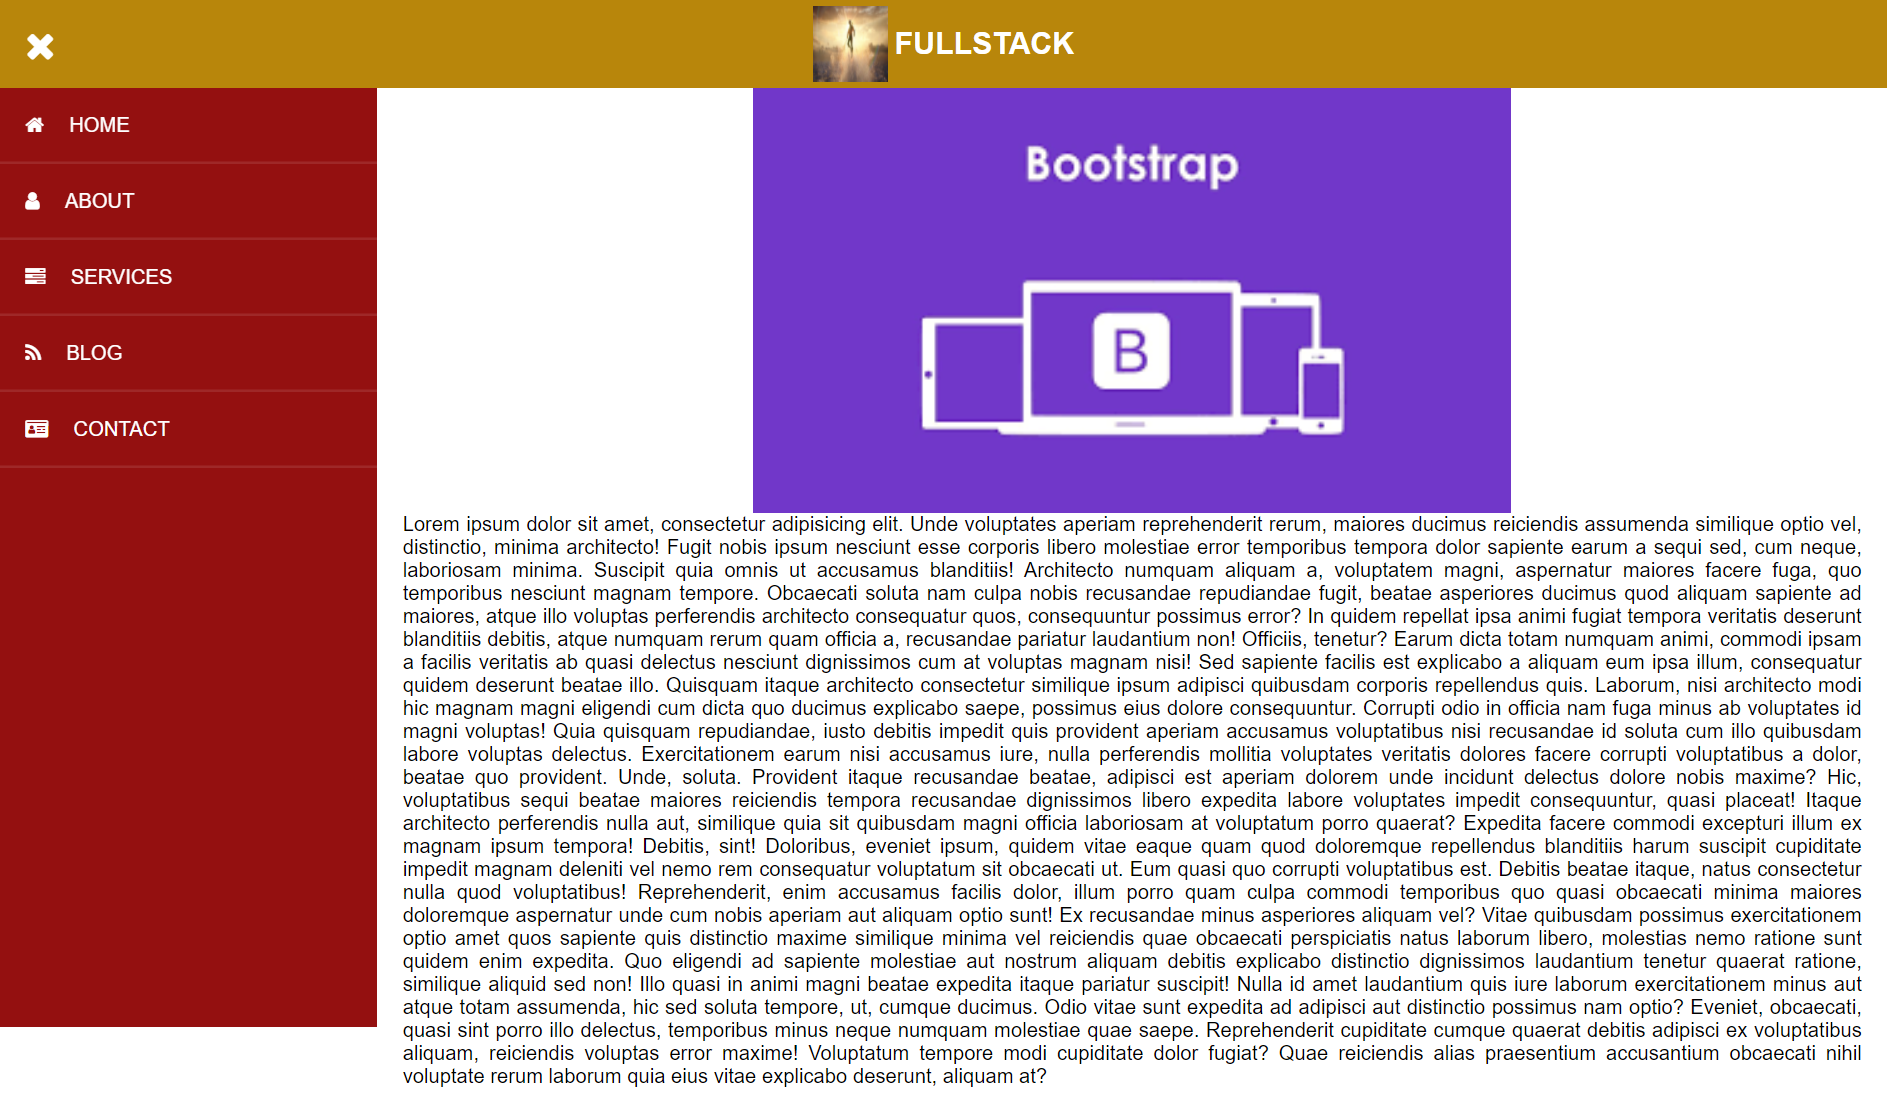 FULLSTACK
HOME
ABOUT
SERVICES
BLOG
CONTACT
Bootstrap
B
Lorem ipsum dolor sit amet, consectetur adipisicing elit. Unde voluptates aperiam reprehenderit rerum, maiores ducimus reiciendis assumenda similique optio vel,
distinctio, minima architecto! Fugit nobis ipsum nesciunt esse corporis libero molestiae error temporibus tempora dolor sapiente earum a sequi sed, cum neque,
laboriosam minima. Suscipit quia omnis ut accusamus blanditiis! Architecto numquam aliquam a, voluptatem magni, aspernatur maiores facere fuga, quo
temporibus nesciunt magnam tempore. Obcaecati soluta nam culpa nobis recusandae repudiandae fugit, beatae asperiores ducimus quod aliquam sapiente ad
maiores, atque illo voluptas perferendis architecto consequatur quos, consequuntur possimus error? In quidem repellat ipsa animi fugiat tempora veritatis deserunt
blanditiis debitis, atque numquam rerum quam officia a, recusandae pariatur laudantium non! Officiis, tenetur? Earum dicta totam numquam animi, commodi ipsam
a facilis veritatis ab quasi delectus nesciunt dignissimos cum at voluptas magnam nisi! Sed sapiente facilis est explicabo a aliquam eum ipsa illum, consequatur
quidem deserunt beatae illo. Quisquam itaque architecto consectetur similique ipsum adipisci quibusdam corporis repellendus quis. Laborum, nisi architecto modi
hic magnam magni eligendi cum dicta quo ducimus explicabo saepe, possimus eius dolore consequuntur. Corrupti odio in officia nam fuga minus ab voluptates id
magni voluptas! Quia quisquam repudiandae, iusto debitis impedit quis provident aperiam accusamus voluptatibus nisi recusandae id soluta cum illo quibusdam
labore voluptas delectus. Exercitationem earum nisi accusamus iure, nulla perferendis mollitia voluptates veritatis dolores facere corrupti voluptatibus a dolor,
beatae quo provident. Unde, soluta. Provident itaque recusandae beatae, adipisci est aperiam dolorem unde incidunt delectus dolore nobis maxime? Hic,
voluptatibus sequi beatae maiores reiciendis tempora recusandae dignissimos libero expedita labore voluptates impedit consequuntur, quasi placeat! Itaque
architecto perferendis nulla aut, similique quia sit quibusdam magni officia laboriosam at voluptatum porro quaerat? Expedita facere commodi excepturi illum ex
magnam ipsum tempora! Debitis, sint! Doloribus, eveniet ipsum, quidem vitae eaque quam quod doloremque repellendus blanditiis harum suscipit cupiditate
impedit magnam deleniti vel nemo rem consequatur voluptatum sit obcaecati ut. Eum quasi quo corrupti voluptatibus est. Debitis beatae itaque, natus consectetur
nulla quod voluptatibus! Reprehenderit, enim accusamus facilis dolor, illum porro quam culpa commodi temporibus quo quasi obcaecati minima maiores
doloremque aspernatur unde cum nobis aperiam aut aliquam optio sunt! Ex recusandae minus asperiores aliquam vel? Vitae quibusdam possimus exercitationem
optio amet quos sapiente quis distinctio maxime similique minima vel reiciendis quae obcaecati perspiciatis natus laborum libero, molestias nemo ratione sunt
quidem enim expedita. Quo eligendi ad sapiente molestiae aut nostrum aliquam debitis explicabo distinctio dignissimos laudantium tenetur quaerat ratione,
similique aliquid sed non! Illo quasi in animi magni beatae expedita itaque pariatur suscipit! Nulla id amet laudantium quis iure laborum exercitationem minus aut
atque totam assumenda, hic sed soluta tempore, ut, cumque ducimus. Odio vitae sunt expedita ad adipisci aut distinctio possimus nam optio? Eveniet, obcaecati,
quasi sint porro illo delectus, temporibus minus neque numquam molestiae quae saepe. Reprehenderit cupiditate cumque quaerat debitis adipisci ex voluptatibus
aliquam, reiciendis voluptas error maxime! Voluptatum tempore modi cupiditate dolor fugiat? Quae reiciendis alias praesentium accusantium obcaecati nihil
voluptate rerum laborum quia eius vitae explicabo deserunt, aliquam at?